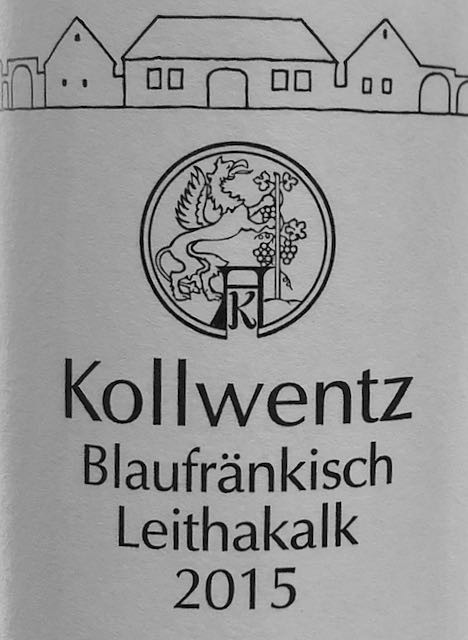 K
Kollwentz
Blaufränkisch
Leithakalk
2015